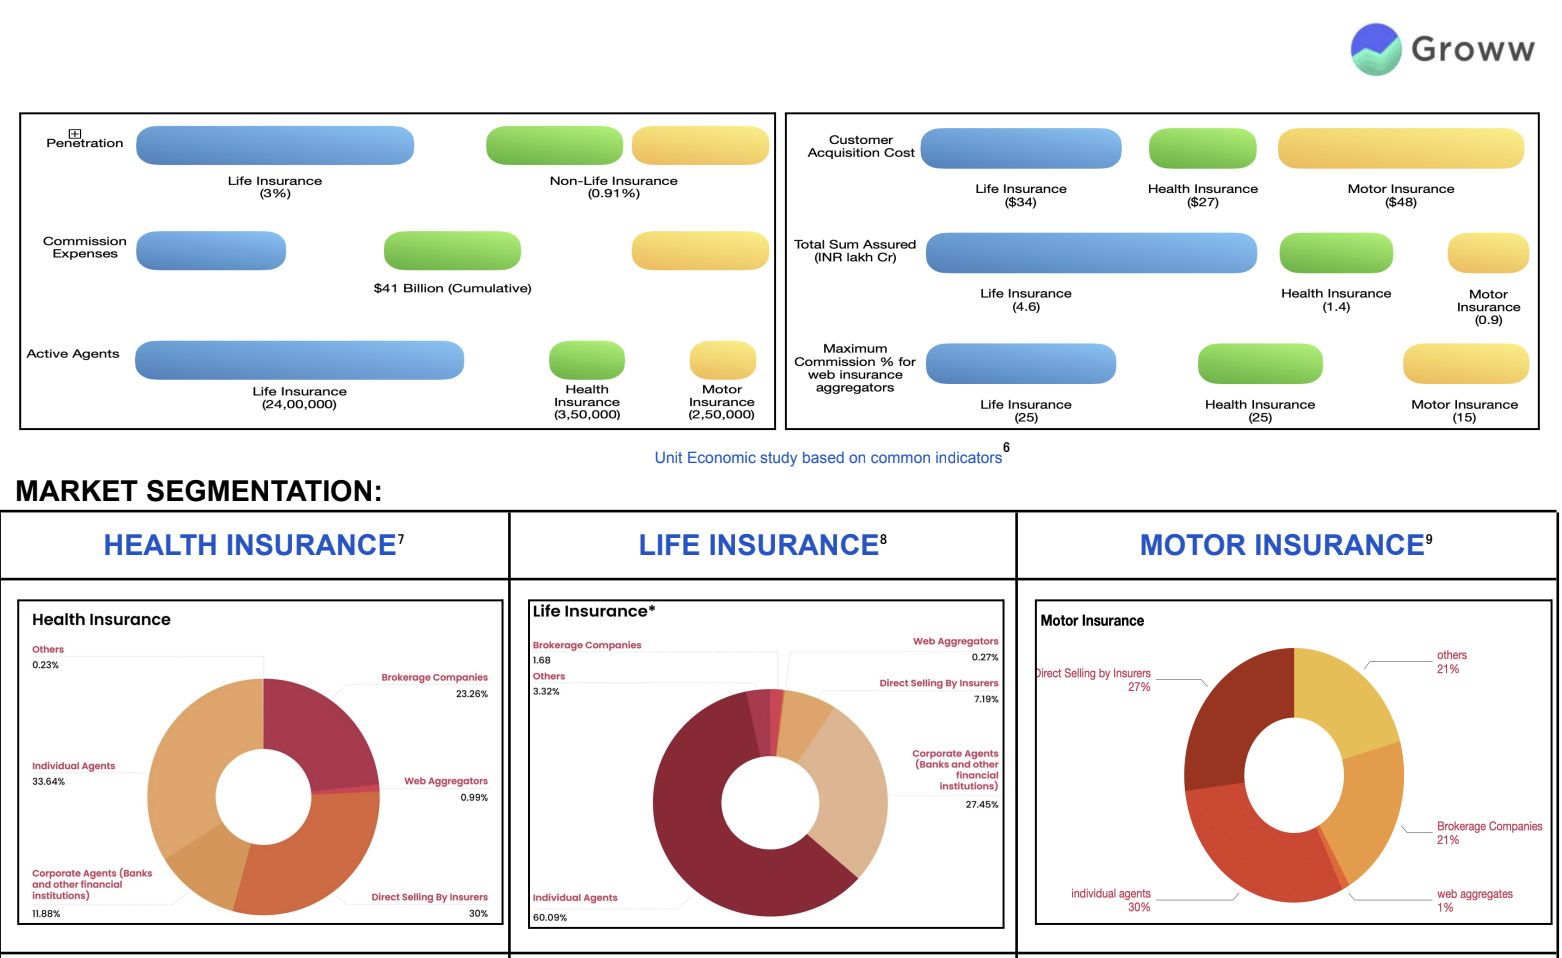 Groww
Penetration
Life Insurance
(3%)
Non-Life Insurance
(0.91%)
Commission
Expenses
$41 Billion (Cumulative)
Active Agents
Life Insurance
(24,00,000)
Health
Insurance
(3,50,000)
Motor
Insurance
(2,50,000)
Customer
Acquisition Cost
Life Insurance
($34)
Health Insurance
($27)
Motor Insurance
($48)
Total Sum Assured
(INR lakh Cr)
Life Insurance
(4.6)
Health Insurance
(1.4)
Motor
Insurance
(0.9)
Maximum
Commission % for
web insurance
aggregators
Life Insurance
(25)
Health Insurance
(25)
Motor Insurance
(15)
Unit Economic study based on common indicators6
MARKET SEGMENTATION:
HEALTH INSURANCE7
LIFE INSURANCE8
MOTOR INSURANCE9
Health Insurance
Others
0.23%
Brokerage Companies
23.26%
Individual Agents
33.64%
Web Aggregators
0.99%
Corporate Agents (Banks
and other financial
institutions)
11.88%
Direct Selling By Insurers
30%
Life Insurance*
Brokerage Companies
1.68
Others
3.32%
Web Aggregators
0.27%
Direct Selling By Insurers
7.19%
Corporate Agents
(Banks and other
financial
institutions)
27.45%
Individual Agents
60.09%
Motor Insurance
Direct Selling by Insurers
27%
others
21%
Brokerage Companies
21%
individual agents
30%
web aggregates
1%